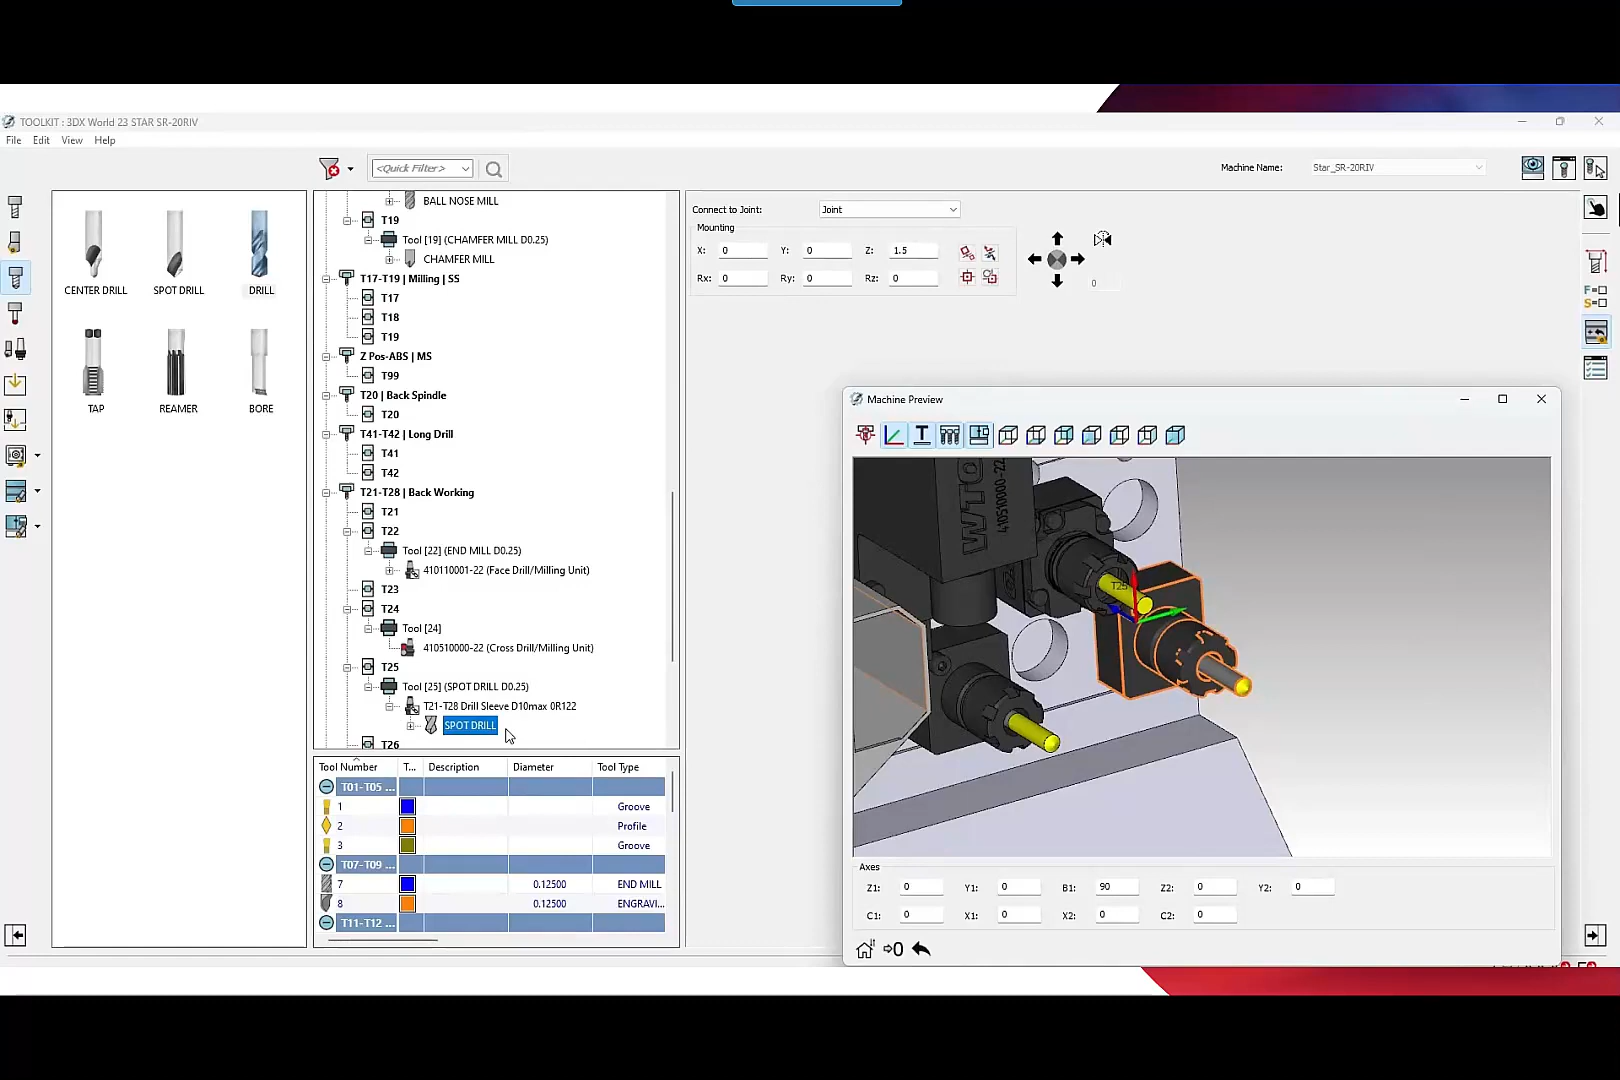 TOOLKIT : 3DX World 23 STAR SR-20RIV
File Edit View Help
<Quick Filter>
Machine Name: Star_SR-20RIV
CENTER DRILL SPOT DRILL DRILL
TAP REAMER BORE
BALL NOSE MILL
T19
Tool [19] (CHAMFER MILL D0.25)
CHAMFER MILL
T17-T19 | Milling | SS
T17
T18
T19
Z Pos-ABS | MS
T99
T20 | Back Spindle
T20
T41-T42 | Long Drill
T41
T42
T21-T28 | Back Working
T21
T22
Tool [22] (END MILL D0.25)
410110001-22 (Face Drill/Milling Unit)
T23
T24
Tool [24]
410510000-22 (Cross Drill/Milling Unit)
T25
Tool [25] (SPOT DRILL D0.25)
T21-T28 Drill Sleeve D10max 0R122
SPOT DRILL
T26
Tool Number T... Description Diameter Tool Type
T01-T05 ...
1 Groove
2 Profile
3 Groove
T07-T09 ...
7 0.12500 END MILL
8 0.12500 ENGRAVI...
T11-T12 ...
Connect to Joint: Joint
Mounting
X: 0 Y: 0 Z: 1.5
Rx: 0 Ry: 0 Rz: 0
0
F=
S=
Machine Preview
WTO
410510000-22
T25
Axes
Z1: 0 Y1: 0 B1: 90 Z2: 0 Y2: 0
C1: 0 X1: 0 X2: 0 C2: 0